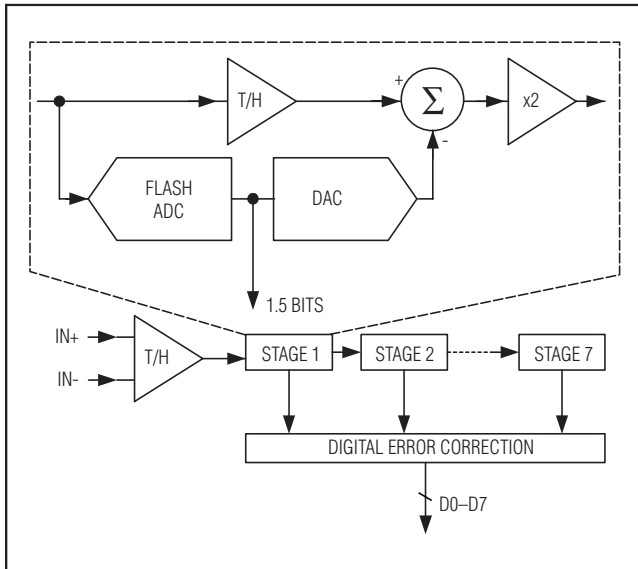 T/H
+
Σ
-
x2
FLASH
ADC
DAC
1.5 BITS
IN+
IN-
T/H
STAGE 1
STAGE 2
STAGE 7
DIGITAL ERROR CORRECTION
D0–D7